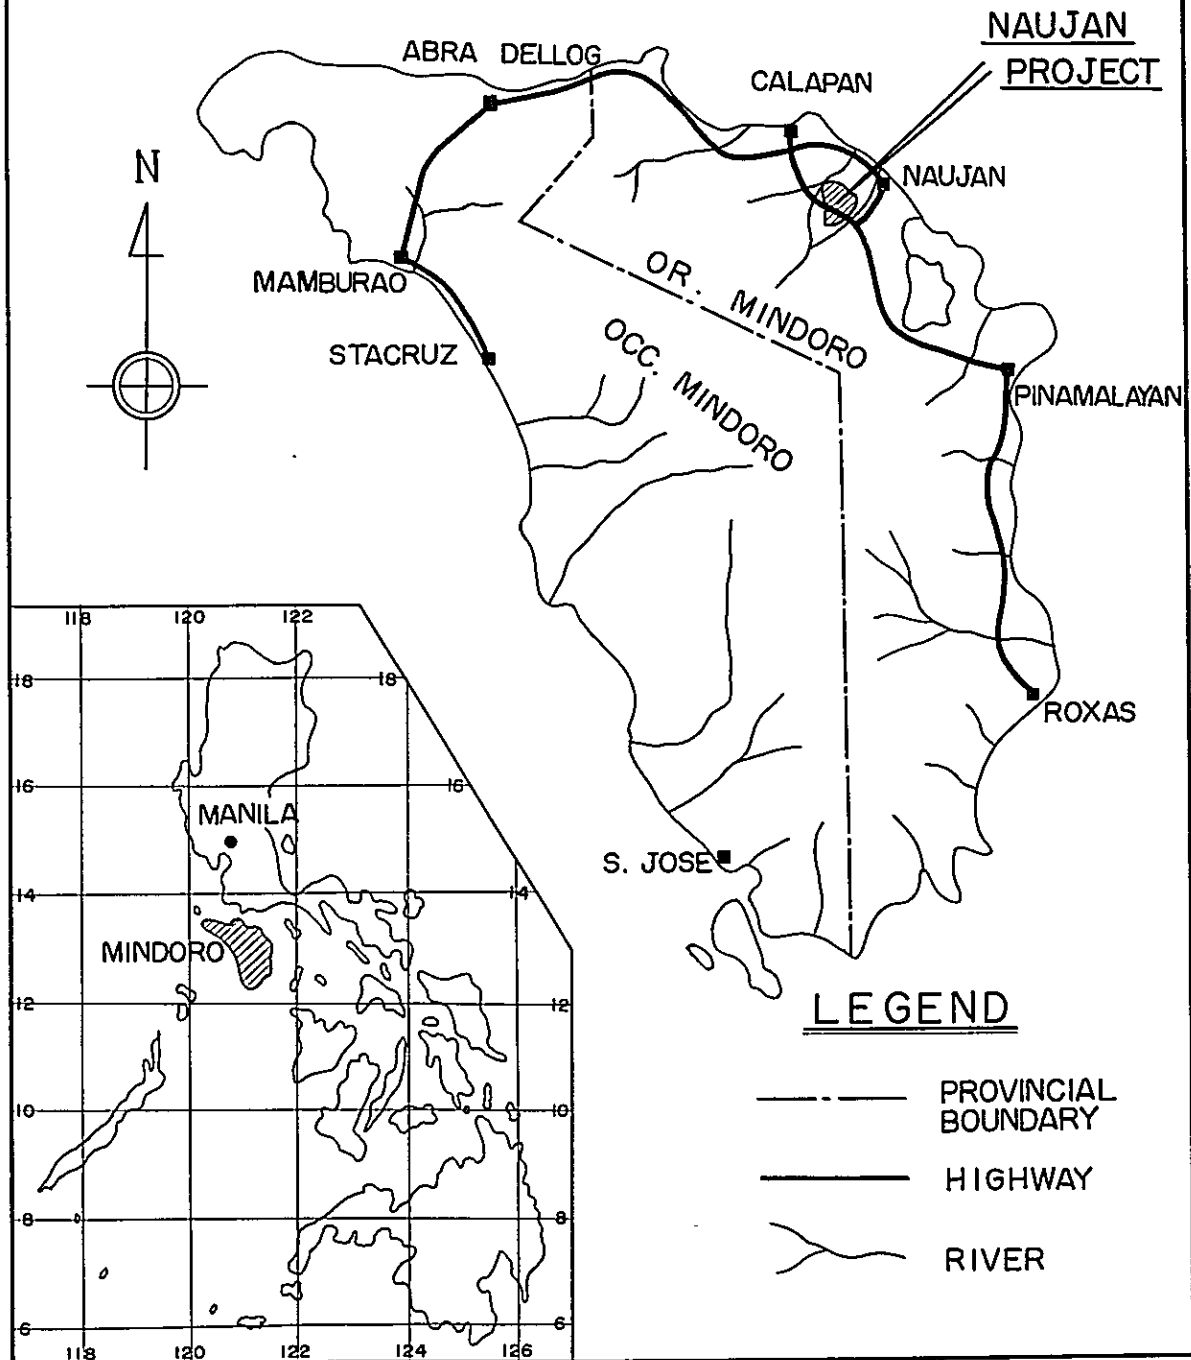 NAUJAN
PROJECT
ABRA DELLOG
CALAPAN
N
NAUJAN
MAMBURAO
OR. MINDORO
STACRUZ
OCC. MINDORO
PINAMALAYAN
ROXAS
S. JOSE
118 120 122
18 18
16 16
MANILA
14 14
MINDORO
12 12
10 10
8 8
6 6
118 120 122 124 126
LEGEND
PROVINCIAL
BOUNDARY
HIGHWAY
RIVER